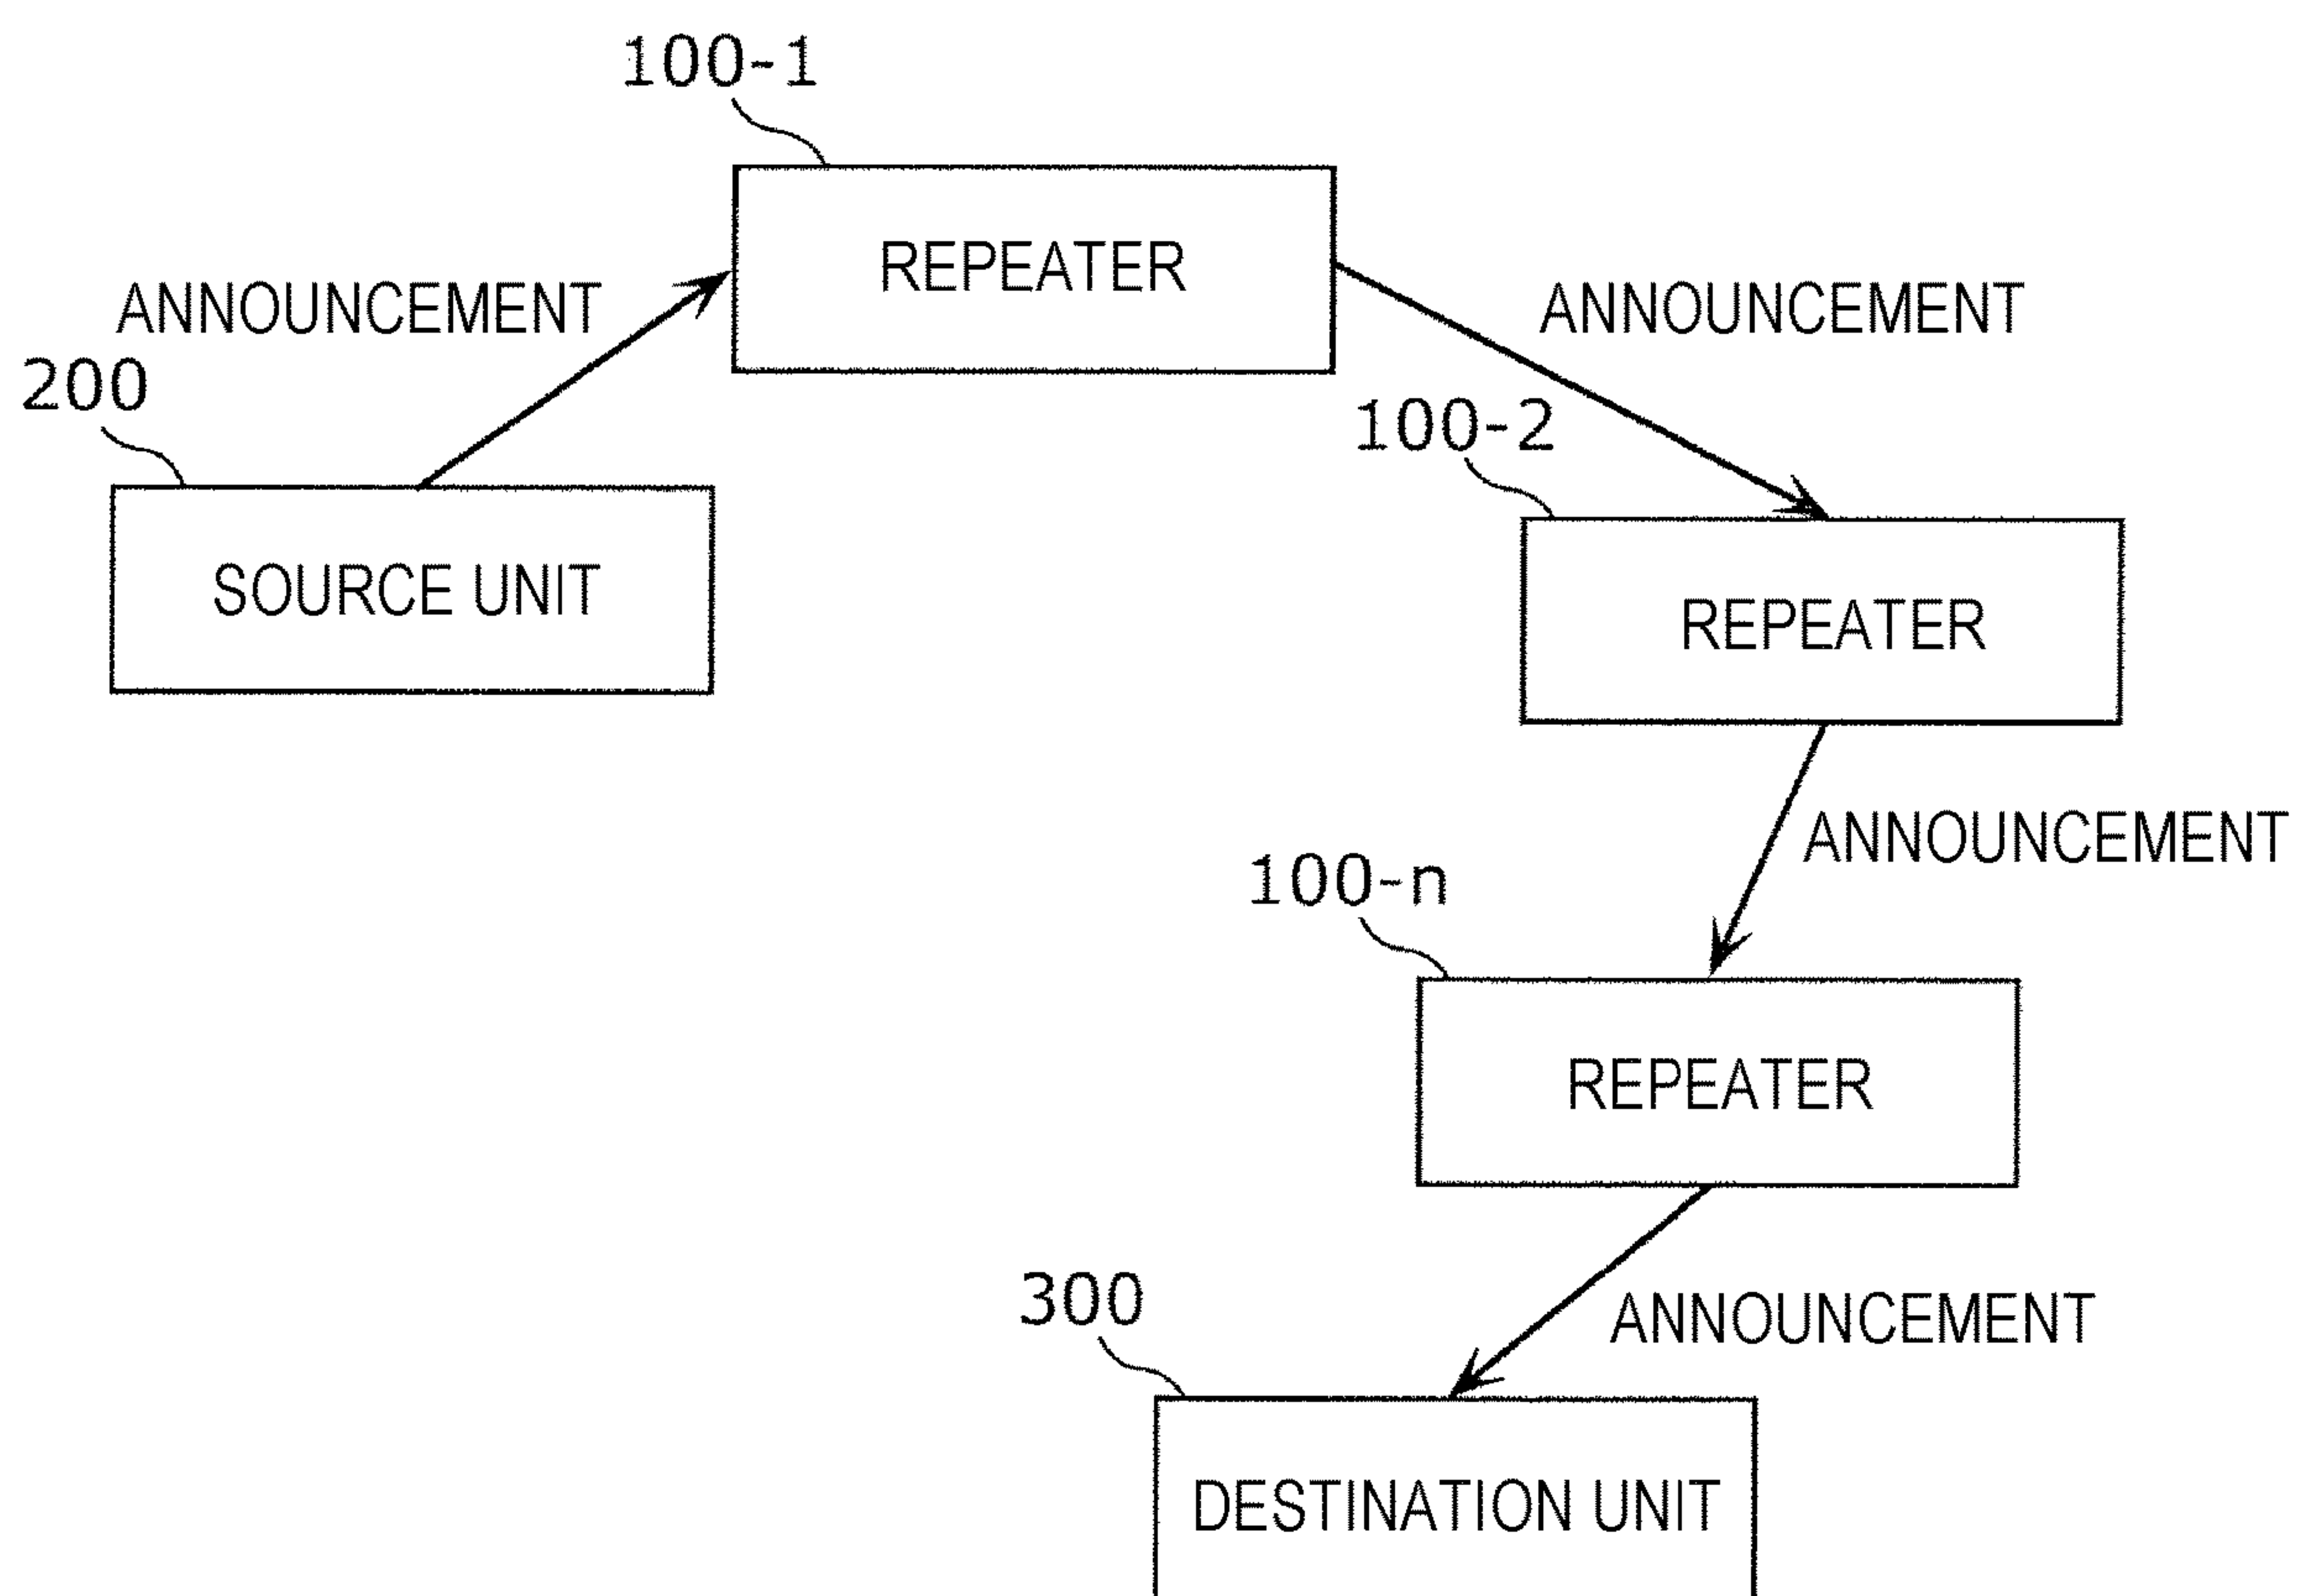 100-1
REPEATER
ANNOUNCEMENT
ANNOUNCEMENT
200
100-2
SOURCE UNIT
REPEATER
ANNOUNCEMENT
100-n
REPEATER
300
ANNOUNCEMENT
DESTINATION UNIT